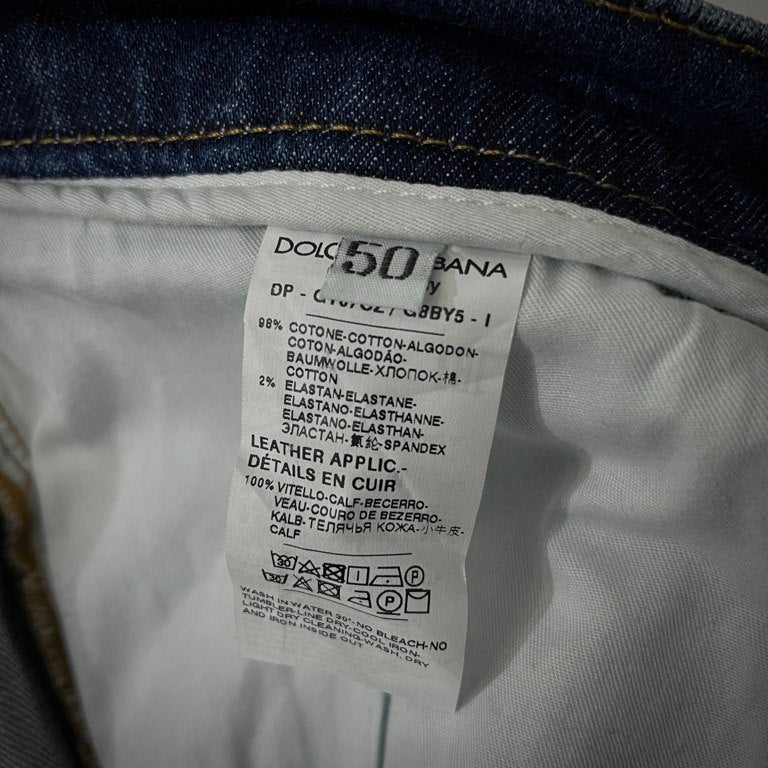 50
DOLC BANA
DP - G8BY5 - I
98% COTONE-COTTON-ALGODON-
COTON-ALGODÃO-
BAUMWOLLE-ХЛОПОК-棉-
COTTON
2% ELASTAN-ELASTANE-
ELASTANO-ELASTHANNE-
ELASTANO-ELASTHAN-
ЭЛАСТАН-氨纶-SPANDEX
LEATHER APPLIC.-
DÉTAILS EN CUIR
100% VITELLO-CALF-BECERRO-
VEAU-COURO DE BEZERRO-
KALB-ТЕЛЯЧЬЯ КОЖА-小牛皮-
CALF
30 P
30 P
WASH IN WATER 30°-NO BLEACH-NO
TUMBLER-LINE DRY-COOL IRON-
LIGHT DRY CLEANING-WASH, DRY
AND IRON INSIDE OUT